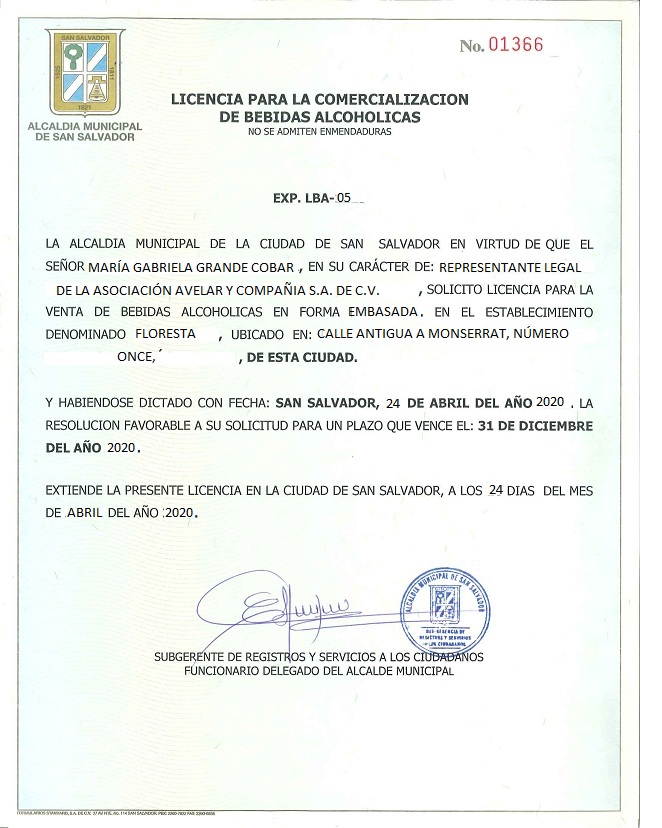 No. 01366
SAN SALVADOR
1821
ALCALDIA MUNICIPAL
DE SAN SALVADOR
LICENCIA PARA LA COMERCIALIZACION
DE BEBIDAS ALCOHOLICAS
NO SE ADMITEN ENMENDADURAS
EXP. LBA-05
LA ALCALDIA MUNICIPAL DE LA CIUDAD DE SAN SALVADOR EN VIRTUD DE QUE EL
SEÑOR MARÍA GABRIELA GRANDE COBAR , EN SU CARÁCTER DE: REPRESENTANTE LEGAL
DE LA ASOCIACIÓN AVELAR Y COMPAÑIA S.A. DE C.V. , SOLICITO LICENCIA PARA LA
VENTA DE BEBIDAS ALCOHOLICAS EN FORMA EMBASADA. EN EL ESTABLECIMIENTO
DENOMINADO FLORESTA , UBICADO EN: CALLE ANTIGUA A MONSERRAT, NÚMERO
ONCE, , DE ESTA CIUDAD.
Y HABIENDOSE DICTADO CON FECHA: SAN SALVADOR, 24 DE ABRIL DEL AÑO 2020 . LA
RESOLUCION FAVORABLE A SU SOLICITUD PARA UN PLAZO QUE VENCE EL: 31 DE DICIEMBRE
DEL AÑO 2020.
EXTIENDE LA PRESENTE LICENCIA EN LA CIUDAD DE SAN SALVADOR, A LOS 24 DIAS DEL MES
DE ABRIL DEL AÑO 2020.
ALCALDIA MUNICIPAL DE SAN SALVADOR
SUB-GERENCIA DE
REGISTROS Y SERVICIOS
SUBGERENTE DE REGISTROS Y SERVICIOS A LOS CIUDADANOS
FUNCIONARIO DELEGADO DEL ALCALDE MUNICIPAL